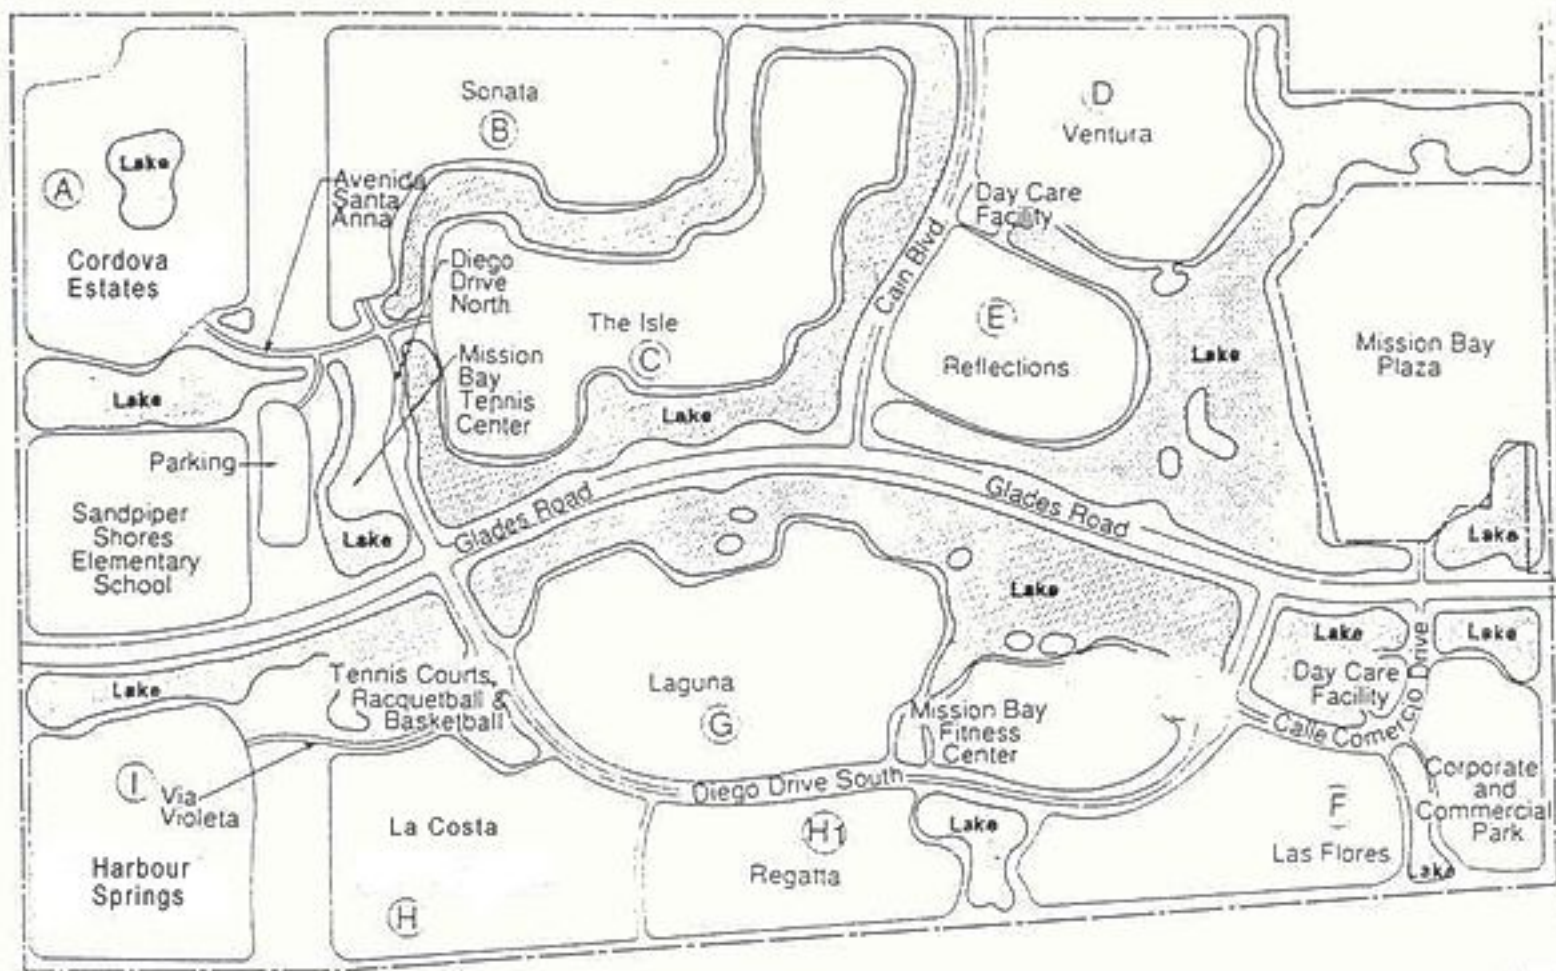 Sonata
B
D
Ventura
Lake
A
Avenida
Santa
Anna
Day Care
Facility
Cordova
Estates
Diego
Drive
North
Cain Blvd.
The Isle
C
E
Reflections
Lake
Mission Bay
Plaza
Mission
Bay
Tennis
Center
Lake
Lake
Parking
Sandpiper
Shores
Elementary
School
Lake
Glades Road
Glades Road
Lake
Lake
Lake
Lake
Lake
Tennis Courts,
Racquetball &
Basketball
Laguna
G
Day Care
Facility
Mission Bay
Fitness
Center
Calle Comercio Drive
I
Via
Violeta
Diego Drive South
Corporate
and
Commercial
Park
La Costa
H1
Regatta
Lake
F
Las Flores
Harbour
Springs
H
Lake